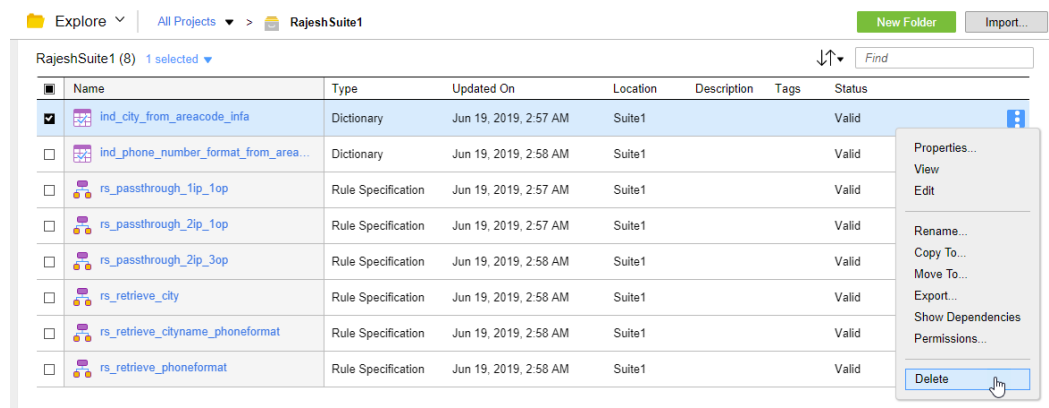 Explore All Projects > RajeshSuite1 New Folder Import...
RajeshSuite1 (8) 1 selected Find
Name Type Updated On Location Description Tags Status
ind_city_from_areacode_infa Dictionary Jun 19, 2019, 2:57 AM Suite1 Valid
ind_phone_number_format_from_area... Dictionary Jun 19, 2019, 2:58 AM Suite1 Valid
rs_passthrough_1ip_1op Rule Specification Jun 19, 2019, 2:57 AM Suite1 Valid
rs_passthrough_2ip_1op Rule Specification Jun 19, 2019, 2:57 AM Suite1 Valid
rs_passthrough_2ip_3op Rule Specification Jun 19, 2019, 2:58 AM Suite1 Valid
rs_retrieve_city Rule Specification Jun 19, 2019, 2:58 AM Suite1 Valid
rs_retrieve_cityname_phoneformat Rule Specification Jun 19, 2019, 2:58 AM Suite1 Valid
rs_retrieve_phoneformat Rule Specification Jun 19, 2019, 2:58 AM Suite1 Valid
Properties...
View
Edit
Rename...
Copy To...
Move To...
Export...
Show Dependencies
Permissions...
Delete